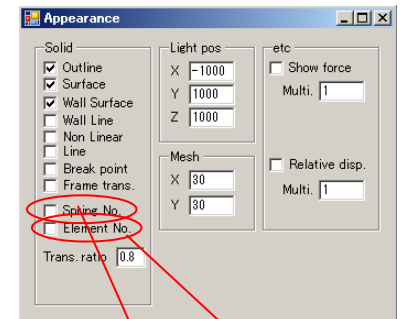 Appearance
Solid
Outline
Surface
Wall Surface
Wall Line
Non Linear
Line
Break point
Frame trans.
Spring No.
Element No.
Trans. ratio 0.8
Light pos
X -1000
Y 1000
Z 1000
Mesh
X 30
Y 30
etc
Show force
Multi. 1
Relative disp.
Multi. 1